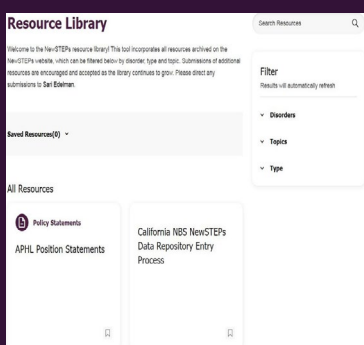 Resource Library
Welcome to the NewSTEPs resource library! This tool incorporates all resources archived on the
NewSTEPs website, which can be filtered below by disorder, type and topic. Submissions of additional
resources are encouraged and accepted as the library continues to grow. Please direct any
submissions to Sari Edelman.
Saved Resources(0)
All Resources
Policy Statements
APHL Position Statements
California NBS NewSTEPs
Data Repository Entry
Process
Search Resources
Filter
Results will automatically refresh
Disorders
Topics
Type